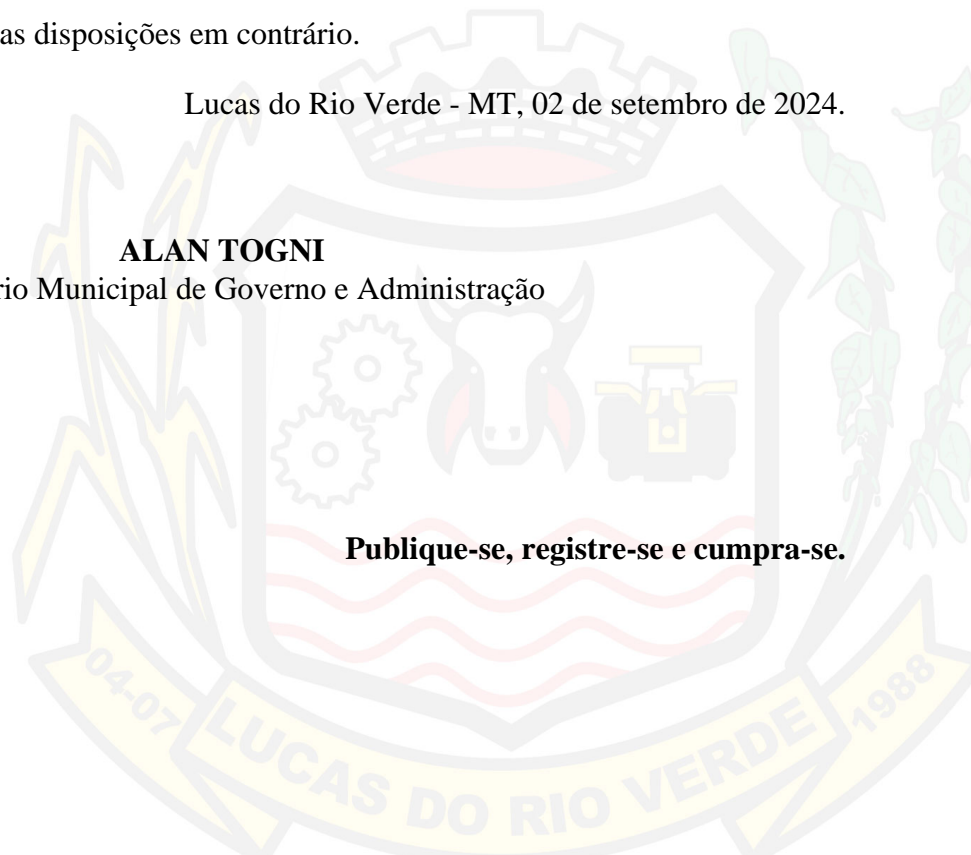 as disposições em contrário.
Lucas do Rio Verde - MT, 02 de setembro de 2024.
ALAN TOGNI
rio Municipal de Governo e Administração
Publique-se, registre-se e cumpra-se.
04-07
LUCAS DO RIO VERDE
1988